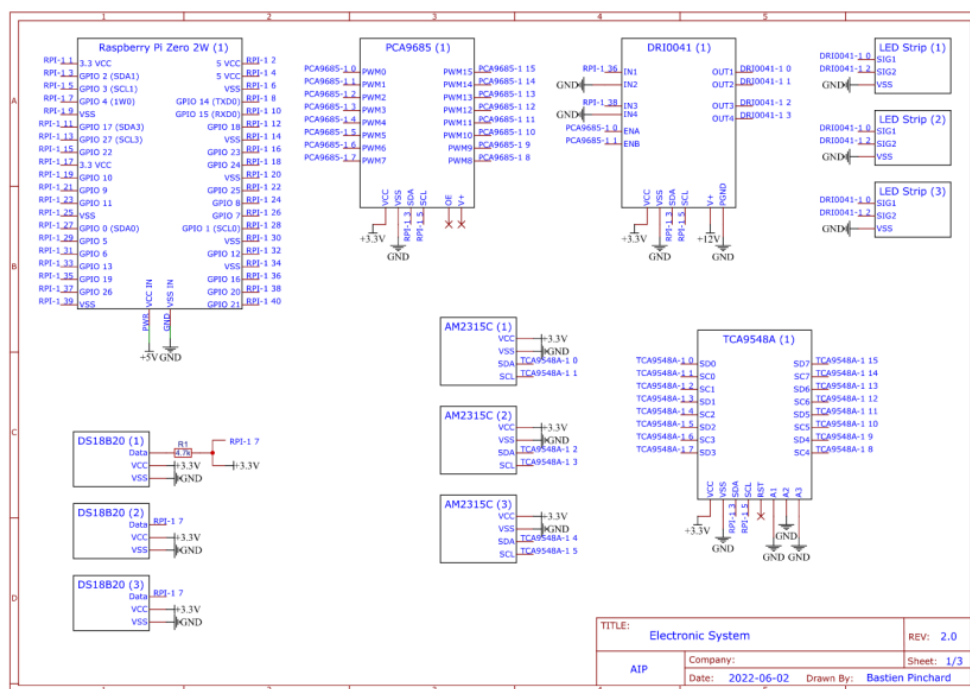 1 2 3 4 5
A
B
C
D
Raspberry Pi Zero 2W (1)
RPI-1 1 3.3 VCC 5 VCC RPI-1 2
RPI-1 3 GPIO 2 (SDA1) 5 VCC RPI-1 4
RPI-1 5 GPIO 3 (SCL1) VSS RPI-1 6
RPI-1 7 GPIO 4 (1W0) GPIO 14 (TXD0) RPI-1 8
RPI-1 9 VSS GPIO 15 (RXD0) RPI-1 10
RPI-1 11 GPIO 17 (SDA3) GPIO 18 RPI-1 12
RPI-1 13 GPIO 27 (SCL3) VSS RPI-1 14
RPI-1 15 GPIO 22 GPIO 23 RPI-1 16
RPI-1 17 3.3 VCC GPIO 24 RPI-1 18
RPI-1 19 GPIO 10 VSS RPI-1 20
RPI-1 21 GPIO 9 GPIO 25 RPI-1 22
RPI-1 23 GPIO 11 GPIO 8 RPI-1 24
RPI-1 25 VSS GPIO 7 RPI-1 26
RPI-1 27 GPIO 0 (SDA0) GPIO 1 (SCL0) RPI-1 28
RPI-1 29 GPIO 5 VSS RPI-1 30
RPI-1 31 GPIO 6 GPIO 12 RPI-1 32
RPI-1 33 GPIO 13 VSS RPI-1 34
RPI-1 35 GPIO 19 GPIO 16 RPI-1 36
RPI-1 37 GPIO 26 GPIO 20 RPI-1 38
RPI-1 39 VSS GPIO 21 RPI-1 40
VCC IN VSS IN
PWR GND
+5V GND
PCA9685 (1)
PCA9685-1 0 PWM0 PWM15 PCA9685-1 15
PCA9685-1 1 PWM1 PWM14 PCA9685-1 14
PCA9685-1 2 PWM2 PWM13 PCA9685-1 13
PCA9685-1 3 PWM3 PWM12 PCA9685-1 12
PCA9685-1 4 PWM4 PWM11 PCA9685-1 11
PCA9685-1 5 PWM5 PWM10 PCA9685-1 10
PCA9685-1 6 PWM6 PWM9 PCA9685-1 9
PCA9685-1 7 PWM7 PWM8 PCA9685-1 8
VCC VSS SDA SCL OE V+
RPI-1 3 RPI-1 5
+3.3V
GND
DRI0041 (1)
RPI-1 36 IN1 OUT1 DRI0041-1 0
GND IN2 OUT2 DRI0041-1 1
RPI-1 38 IN3 OUT3 DRI0041-1 2
GND IN4 OUT4 DRI0041-1 3
PCA9685-1 0 ENA
PCA9685-1 1 ENB
VCC VSS SDA SCL V+ PGND
RPI-1 3 RPI-1 5
+3.3V +12V
GND GND
LED Strip (1)
DRI0041-1 0 SIG1
DRI0041-1 2 SIG2
GND VSS
LED Strip (2)
DRI0041-1 0 SIG1
DRI0041-1 2 SIG2
GND VSS
LED Strip (3)
DRI0041-1 0 SIG1
DRI0041-1 2 SIG2
GND VSS
AM2315C (1)
VCC +3.3V
VSS GND
SDA TCA9548A-1 0
SCL TCA9548A-1 1
AM2315C (2)
VCC +3.3V
VSS GND
SDA TCA9548A-1 2
SCL TCA9548A-1 3
AM2315C (3)
VCC +3.3V
VSS GND
SDA TCA9548A-1 4
SCL TCA9548A-1 5
TCA9548A (1)
TCA9548A-1 0 SD0 SD7 TCA9548A-1 15
TCA9548A-1 1 SC0 SC7 TCA9548A-1 14
TCA9548A-1 2 SC1 SD6 TCA9548A-1 13
TCA9548A-1 3 SD1 SC6 TCA9548A-1 12
TCA9548A-1 4 SC2 SD5 TCA9548A-1 11
TCA9548A-1 5 SD2 SC5 TCA9548A-1 10
TCA9548A-1 6 SC3 SD4 TCA9548A-1 9
TCA9548A-1 7 SD3 SC4 TCA9548A-1 8
VCC VSS SDA SCL RST A1 A2 A3
RPI-1 3 RPI-1 5
+3.3V GND
GND GND GND
DS18B20 (1)
Data R1 4.7k RPI-1 7
VCC +3.3V +3.3V
VSS GND
DS18B20 (2)
Data RPI-1 7
VCC +3.3V
VSS GND
DS18B20 (3)
Data RPI-1 7
VCC +3.3V
VSS GND
TITLE:
Electronic System
REV: 2.0
AIP
Company:
Sheet: 1/3
Date: 2022-06-02 Drawn By: Bastien Pinchard
1 2 3 4 5